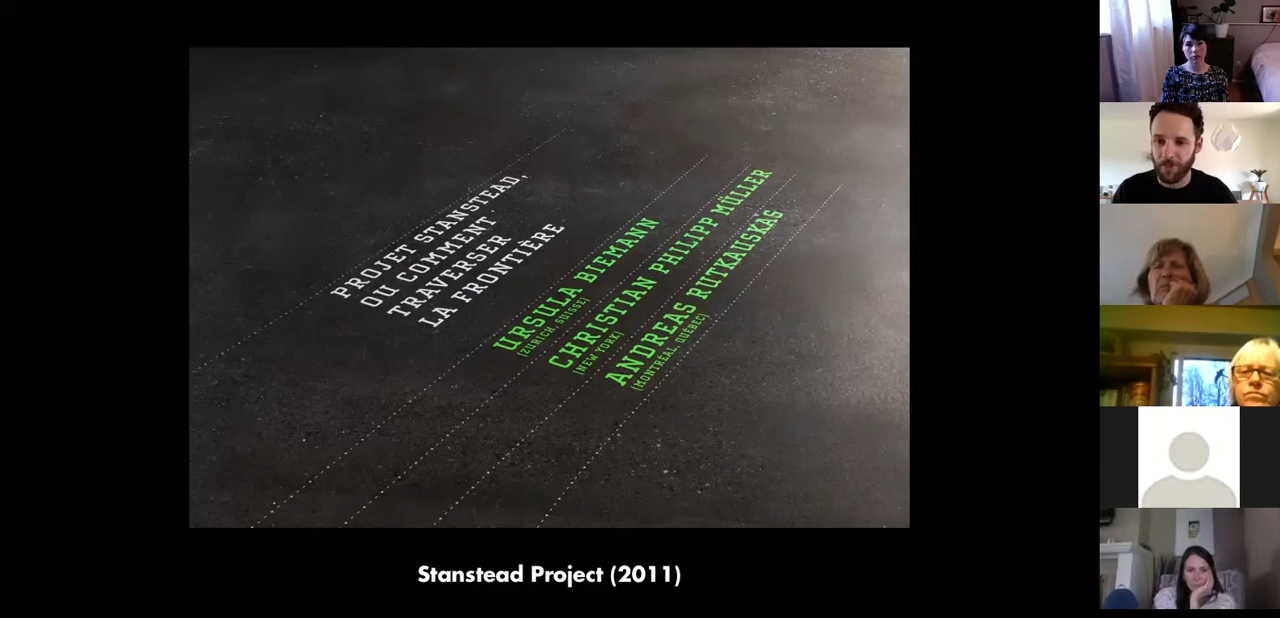 PROJET STANSTEAD,
OU COMMENT
TRAVERSER
LA FRONTIÈRE
URSULA BIEMANN
(ZURICH, SUISSE)
CHRISTIAN PHILIPP MÜLLER
(NEW YORK)
ANDREAS RUTKAUSKAS
(MONTRÉAL, QUÉBEC)
Stanstead Project (2011)